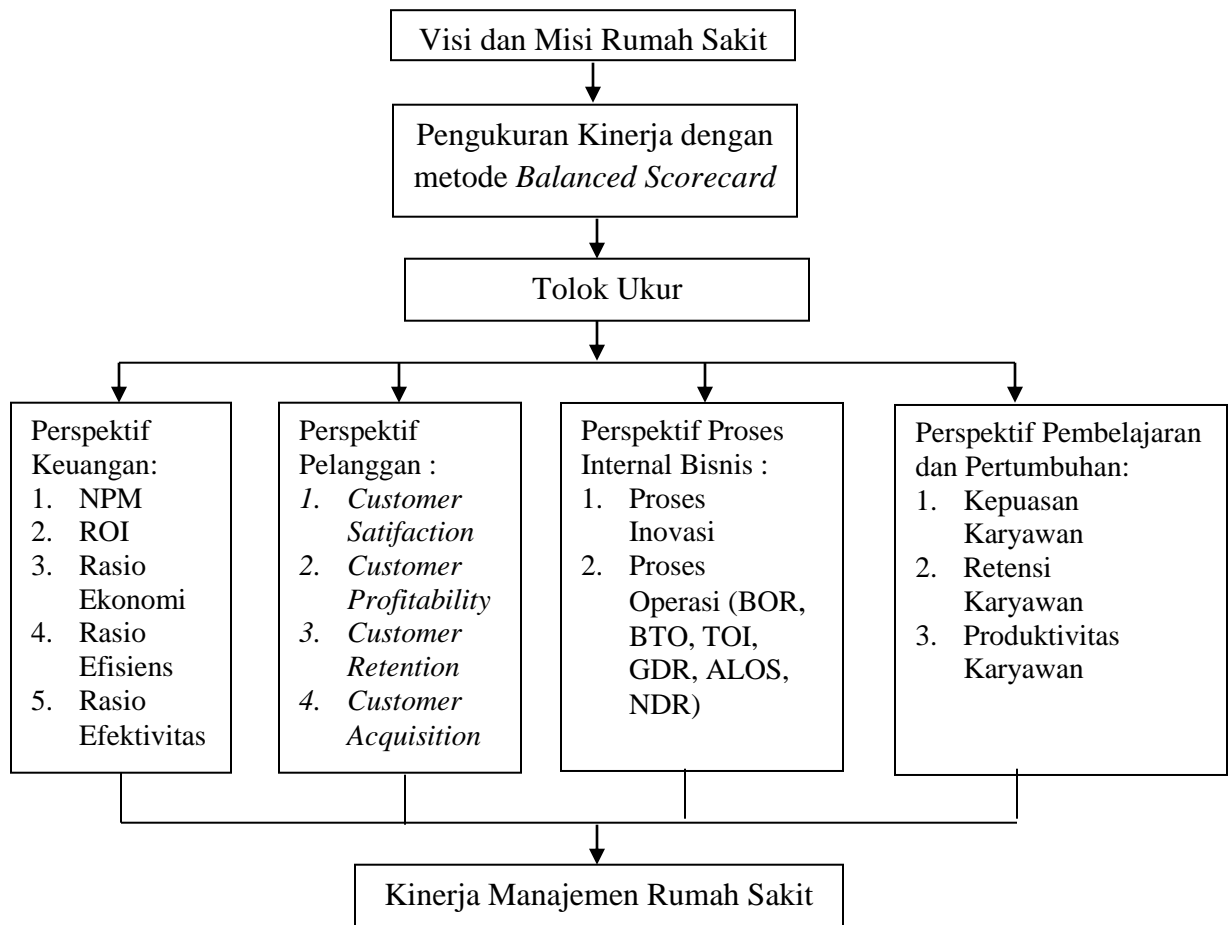 Visi dan Misi Rumah Sakit
Pengukuran Kinerja dengan
metode Balanced Scorecard
Tolok Ukur
Perspektif
Keuangan:
1. NPM
2. ROI
3. Rasio
Ekonomi
4. Rasio
Efisiens
5. Rasio
Efektivitas
Perspektif
Pelanggan :
1. Customer
Satifaction
2. Customer
Profitability
3. Customer
Retention
4. Customer
Acquisition
Perspektif Proses
Internal Bisnis :
1. Proses
Inovasi
2. Proses
Operasi (BOR,
BTO, TOI,
GDR, ALOS,
NDR)
Perspektif Pembelajaran
dan Pertumbuhan:
1. Kepuasan
Karyawan
2. Retensi
Karyawan
3. Produktivitas
Karyawan
Kinerja Manajemen Rumah Sakit